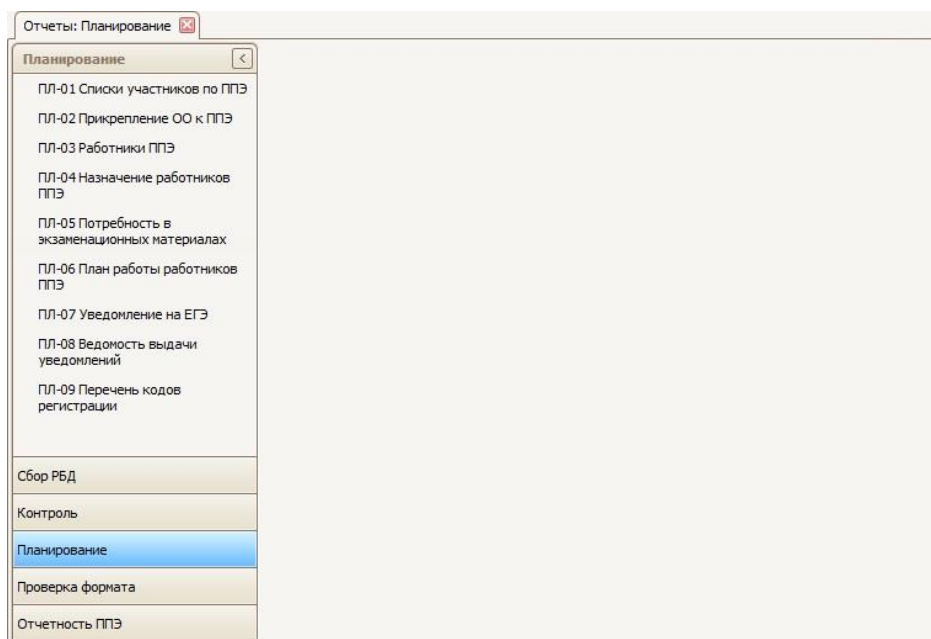 Отчеты: Планирование
Планирование
ПЛ-01 Списки участников по ППЭ
ПЛ-02 Прикрепление ОО к ППЭ
ПЛ-03 Работники ППЭ
ПЛ-04 Назначение работников
ППЭ
ПЛ-05 Потребность в
экзаменационных материалах
ПЛ-06 План работы работников
ППЭ
ПЛ-07 Уведомление на ЕГЭ
ПЛ-08 Ведомость выдачи
уведомлений
ПЛ-09 Перечень кодов
регистрации
Сбор РБД
Контроль
Планирование
Проверка формата
Отчетность ППЭ